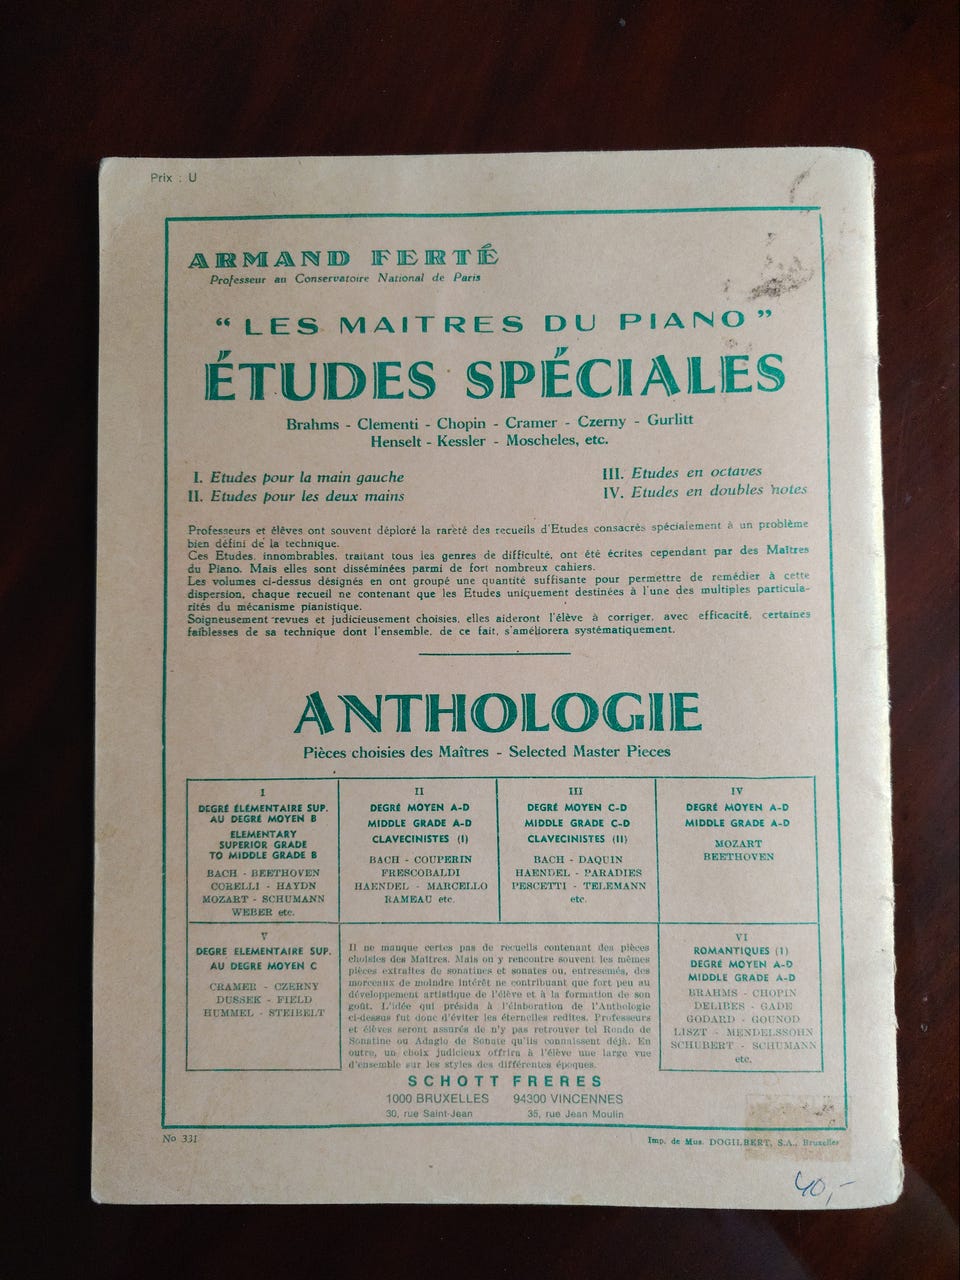 Prix : U
ARMAND FERTÉ
Professeur au Conservatoire National de Paris
“ LES MAITRES DU PIANO ”
ÉTUDES SPÉCIALES
Brahms - Clementi - Chopin - Cramer - Czerny - Gurlitt
Henselt - Kessler - Moscheles, etc.
I. Etudes pour la main gauche
II. Etudes pour les deux mains
III. Etudes en octaves
IV. Etudes en doubles notes
Professeurs et élèves ont souvent déploré la rareté des recueils d'Etudes consacrés spécialement à un problème
bien défini de la technique.
Ces Etudes, innombrables, traitant tous les genres de difficulté, ont été écrites cependant par des Maîtres
du Piano. Mais elles sont disséminées parmi de fort nombreux cahiers.
Les volumes ci-dessus désignés en ont groupé une quantité suffisante pour permettre de remédier à cette
dispersion, chaque recueil ne contenant que les Etudes uniquement destinées à l'une des multiples particula-
rités du mécanisme pianistique.
Soigneusement revues et judicieusement choisies, elles aideront l'élève à corriger, avec efficacité, certaines
faiblesses de sa technique dont l'ensemble, de ce fait, s'améliorera systématiquement.
ANTHOLOGIE
Pièces choisies des Maîtres - Selected Master Pieces
I
DEGRÉ ÉLÉMENTAIRE SUP.
AU DEGRÉ MOYEN B
ELEMENTARY
SUPERIOR GRADE
TO MIDDLE GRADE B
BACH - BEETHOVEN
CORELLI - HAYDN
MOZART - SCHUMANN
WEBER etc.
II
DEGRÉ MOYEN A-D
MIDDLE GRADE A-D
CLAVECINISTES (I)
BACH - COUPERIN
FRESCOBALDI
HAENDEL - MARCELLO
RAMEAU etc.
III
DEGRÉ MOYEN C-D
MIDDLE GRADE C-D
CLAVECINISTES (II)
BACH - DAQUIN
HAENDEL - PARADIES
PESCETTI - TELEMANN
etc.
IV
DEGRÉ MOYEN A-D
MIDDLE GRADE A-D
MOZART
BEETHOVEN
V
DEGRE ELEMENTAIRE SUP.
AU DEGRE MOYEN C
CRAMER - CZERNY
DUSSEK - FIELD
HUMMEL - STEIBELT
Il ne manque certes pas de recueils contenant des pièces
choisies des Maîtres. Mais on y rencontre souvent les mêmes
pièces extraites de sonatines et sonates ou, entresemés, des
morceaux de moindre intérêt ne contribuant que fort peu au
développement artistique de l'élève et à la formation de son
goût. L'idée qui présida à l'élaboration de l'Anthologie
ci-dessus fut donc d'éviter les éternelles redites. Professeurs
et élèves seront assurés de n'y pas retrouver tel Rondo de
Sonatine ou Adagio de Sonate qu'ils connaissent déjà. En
outre, un choix judicieux offrira à l'élève une large vue
d'ensemble sur les styles des différentes époques.
VI
ROMANTIQUES (1)
DEGRÉ MOYEN A-D
MIDDLE GRADE A-D
BRAHMS - CHOPIN
DELIBES - GADE
GODARD - GOUNOD
LISZT - MENDELSSOHN
SCHUBERT - SCHUMANN
etc.
SCHOTT FRERES
1000 BRUXELLES 94300 VINCENNES
30, rue Saint-Jean 35, rue Jean Moulin
No 331
Imp. de Mus. DOGILBERT, S.A., Bruxelles
40,-